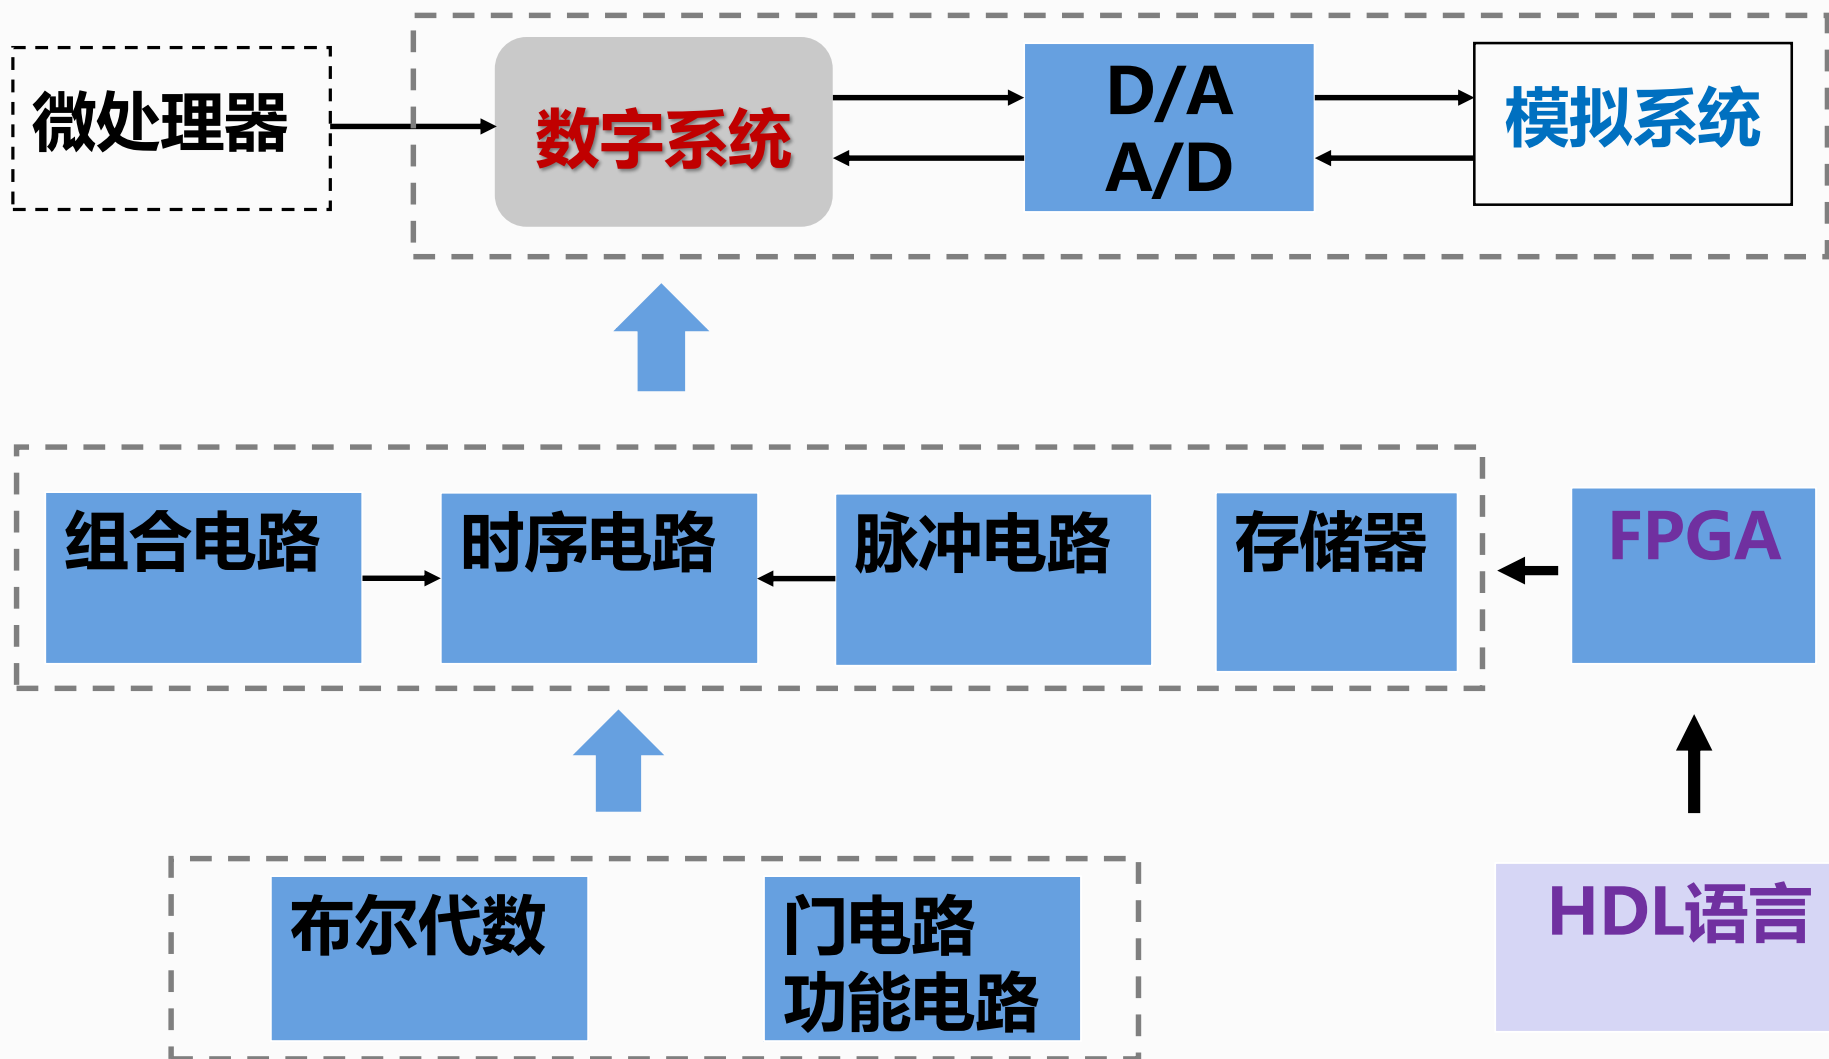 微处理器
数字系统
D/A
A/D
模拟系统
组合电路
时序电路
脉冲电路
存储器
FPGA
布尔代数
门电路
功能电路
HDL语言